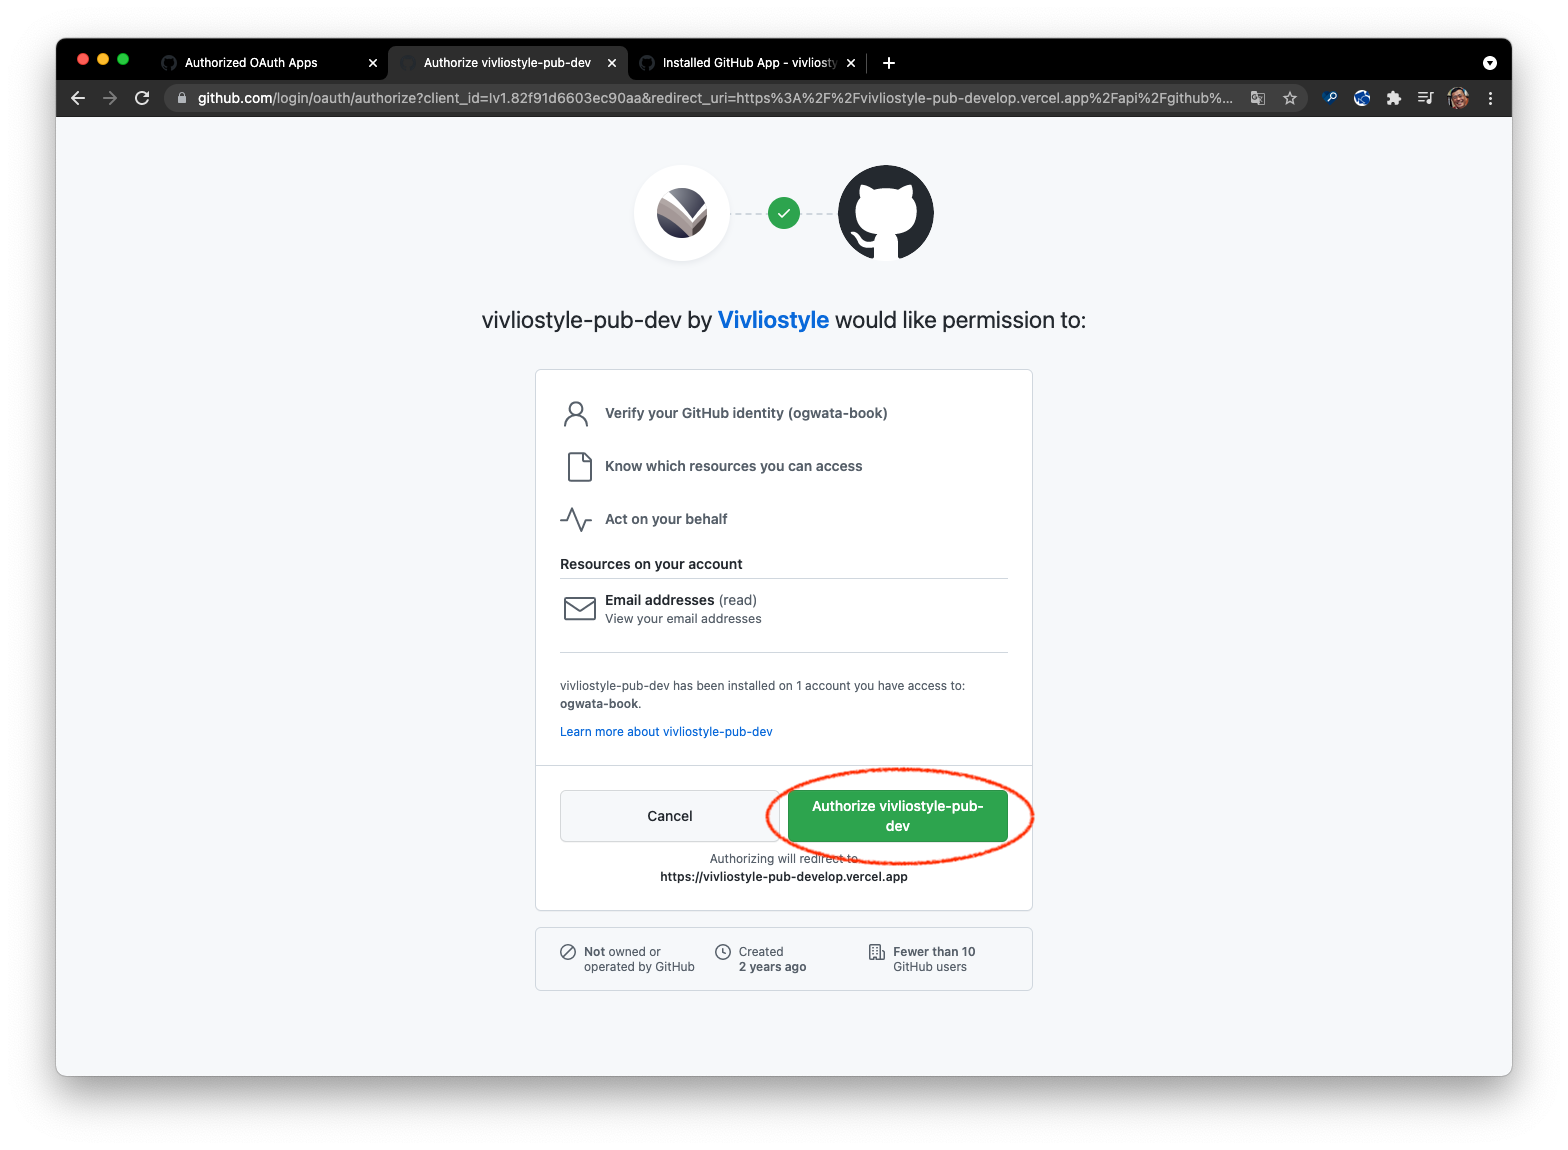 Authorized OAuth Apps
Authorize vivliostyle-pub-dev
Installed GitHub App - vivliosty
github.com/login/oauth/authorize?client_id=Iv1.82f91d6603ec90aa&redirect_uri=https%3A%2F%2Fvivliostyle-pub-develop.vercel.app%2Fapi%2Fgithub%...
vivliostyle-pub-dev by Vivliostyle would like permission to:
Verify your GitHub identity (ogwata-book)
Know which resources you can access
Act on your behalf
Resources on your account
Email addresses (read)
View your email addresses
vivliostyle-pub-dev has been installed on 1 account you have access to:
ogwata-book.
Learn more about vivliostyle-pub-dev
Cancel
Authorize vivliostyle-pub-
dev
Authorizing will redirect to
https://vivliostyle-pub-develop.vercel.app
Not owned or
operated by GitHub
Created
2 years ago
Fewer than 10
GitHub users